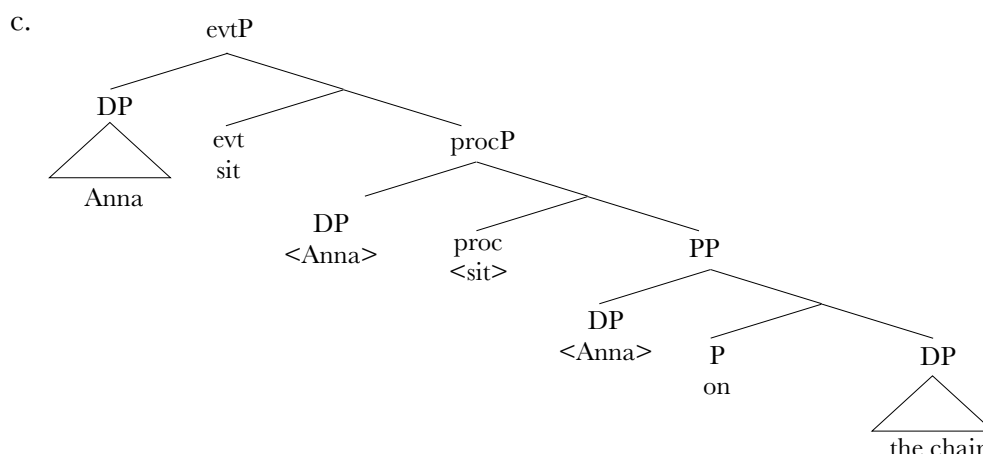 c.
evtP
DP
evt
procP
sit
Anna
DP
proc
PP
<Anna>
<sit>
DP
P
DP
<Anna>
on
the chair